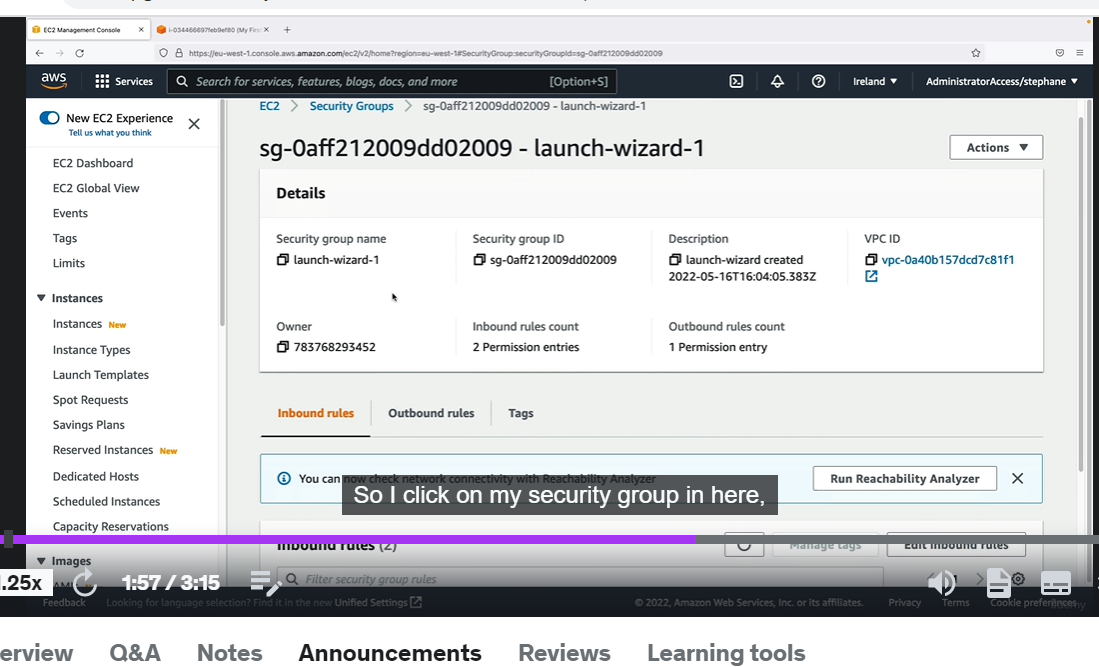 EC2 Management Console
i-034466697feb9ef80 (My Firs
https://eu-west-1.console.aws.amazon.com/ec2/v2/home?region=eu-west-1#SecurityGroup:securityGroupId=sg-0aff212009dd02009
aws Services Search for services, features, blogs, docs, and more [Option+S] Ireland AdministratorAccess/stephane
New EC2 Experience
Tell us what you think
EC2 Dashboard
EC2 Global View
Events
Tags
Limits
Instances
Instances New
Instance Types
Launch Templates
Spot Requests
Savings Plans
Reserved Instances New
Dedicated Hosts
Scheduled Instances
Capacity Reservations
Images
EC2 > Security Groups > sg-0aff212009dd02009 - launch-wizard-1
sg-0aff212009dd02009 - launch-wizard-1
Actions
Details
Security group name
launch-wizard-1
Security group ID
sg-0aff212009dd02009
Description
launch-wizard created
2022-05-16T16:04:05.383Z
VPC ID
vpc-0a40b157dcd7c81f1
Owner
783768293452
Inbound rules count
2 Permission entries
Outbound rules count
1 Permission entry
Inbound rules Outbound rules Tags
You can now check network connectivity with Reachability Analyzer
Run Reachability Analyzer
So I click on my security group in here,
Inbound rules (2)
Manage tags
Edit inbound rules
Filter security group rules
1
.25x 1:57 / 3:15
Feedback Looking for language selection? Find it in the new Unified Settings © 2022, Amazon Web Services, Inc. or its affiliates. Privacy Terms Cookie preferences
erview Q&A Notes Announcements Reviews Learning tools